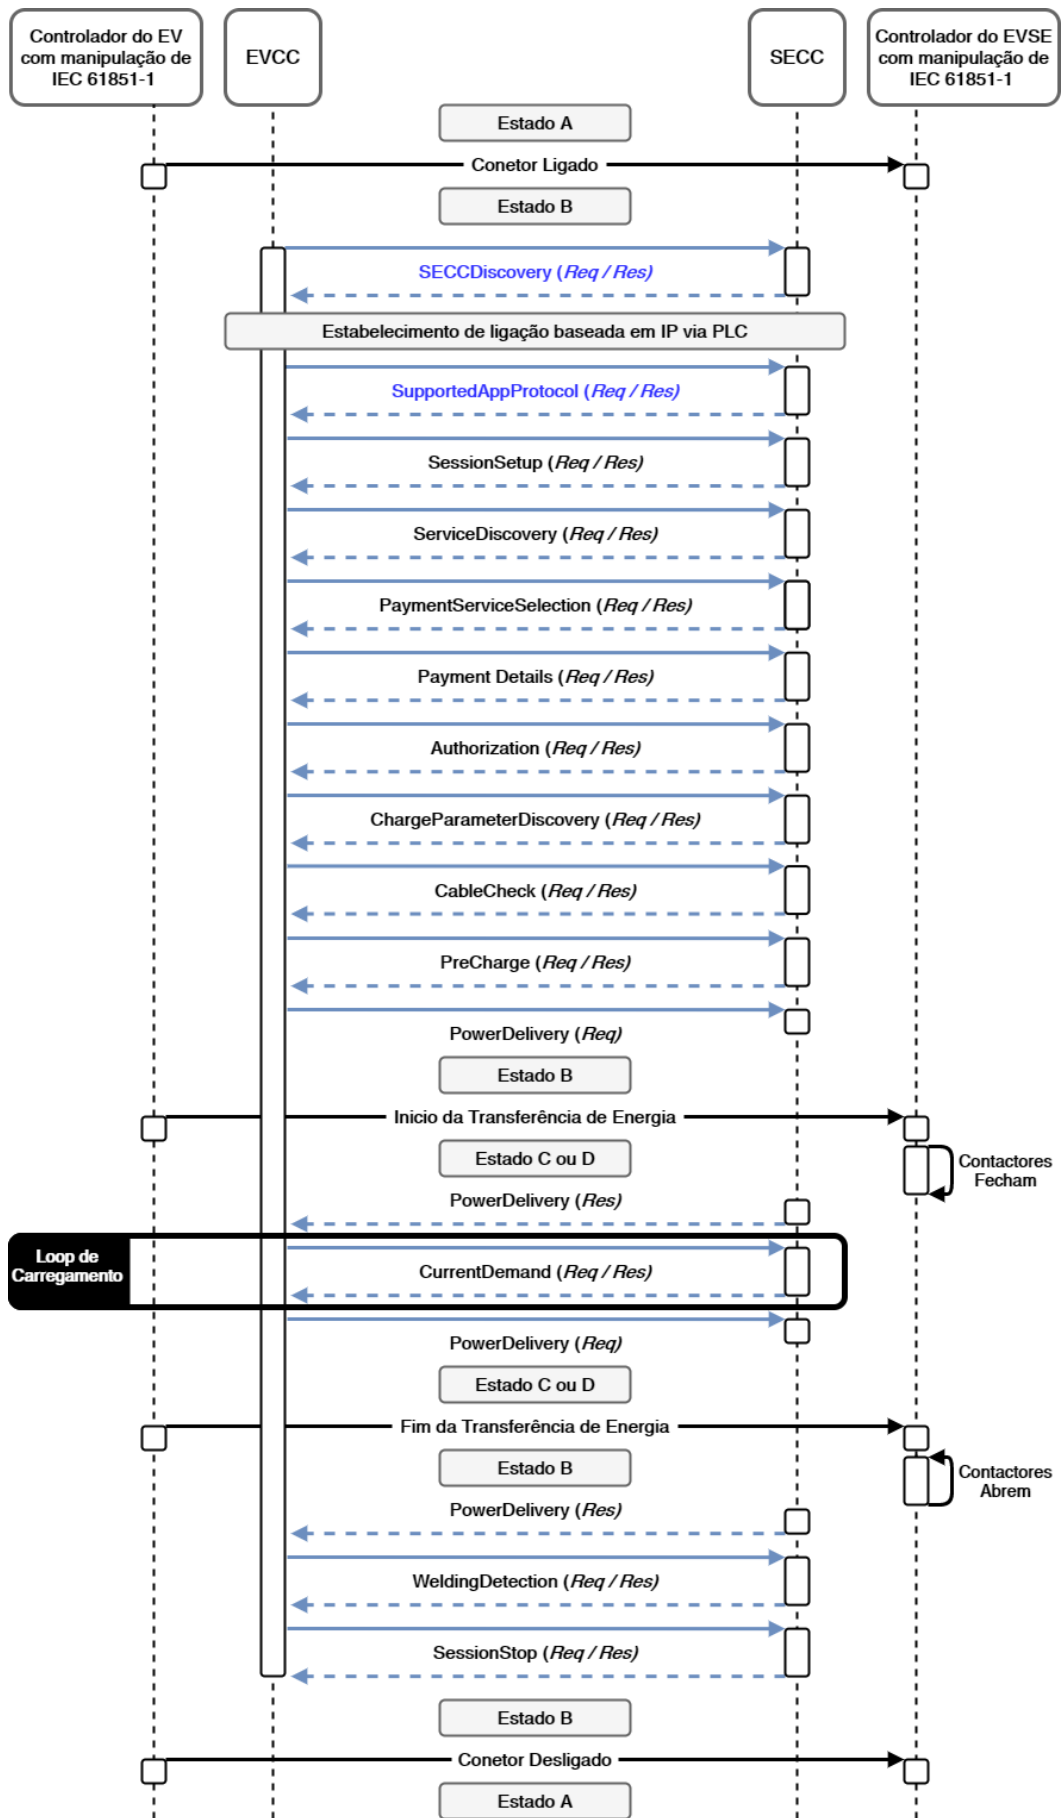 Controlador do EV
com manipulação de
IEC 61851-1
EVCC
SECC
Controlador do EVSE
com manipulação de
IEC 61851-1
Estado A
Conetor Ligado
Estado B
SECCDiscovery (Req / Res)
Estabelecimento de ligação baseada em IP via PLC
SupportedAppProtocol (Req / Res)
SessionSetup (Req / Res)
ServiceDiscovery (Req / Res)
PaymentServiceSelection (Req / Res)
Payment Details (Req / Res)
Authorization (Req / Res)
ChargeParameterDiscovery (Req / Res)
CableCheck (Req / Res)
PreCharge (Req / Res)
PowerDelivery (Req)
Estado B
Inicio da Transferência de Energia
Estado C ou D
Contactores
Fecham
PowerDelivery (Res)
Loop de
Carregamento
CurrentDemand (Req / Res)
PowerDelivery (Req)
Estado C ou D
Fim da Transferência de Energia
Estado B
Contactores
Abrem
PowerDelivery (Res)
WeldingDetection (Req / Res)
SessionStop (Req / Res)
Estado B
Conetor Desligado
Estado A